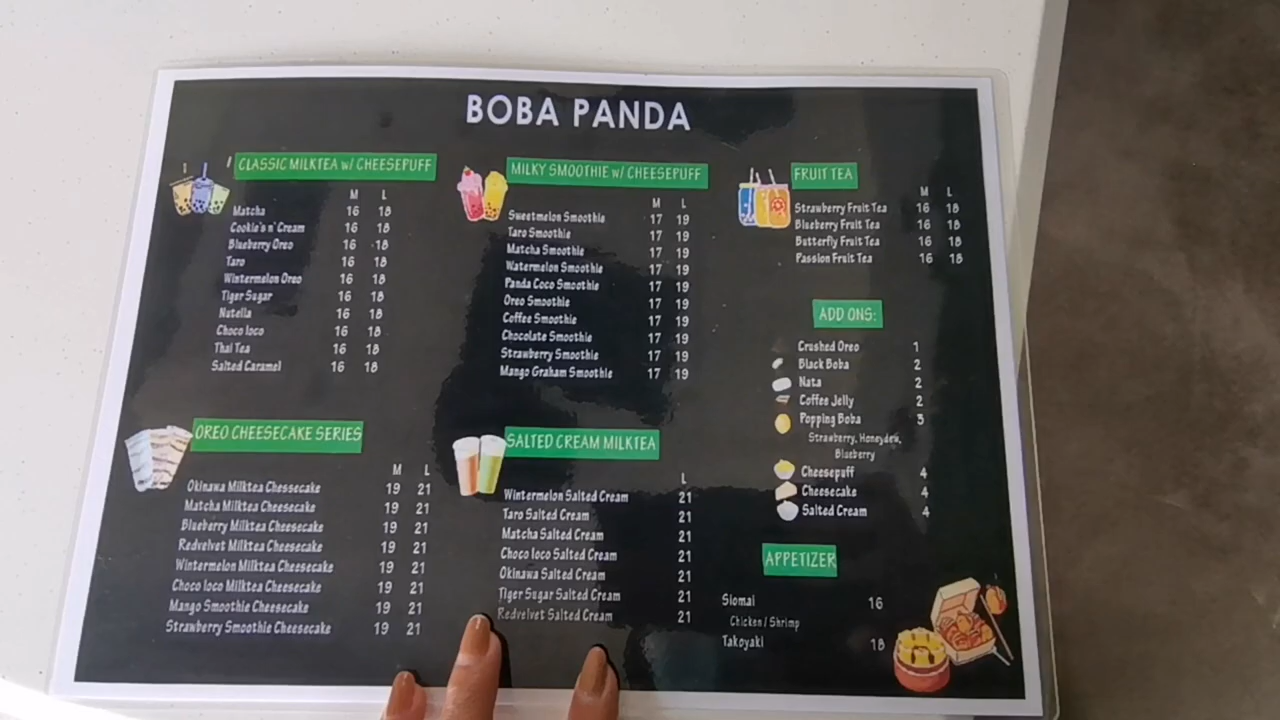 BOBA PANDA
CLASSIC MILKTEA w/ CHEESEPUFF
M L
Matcha 16 18
Cookie's n' Cream 16 18
Blueberry Oreo 16 18
Taro 16 18
Wintermelon Oreo 16 18
Tiger Sugar 16 18
Nutella 16 18
Choco loco 16 18
Thai Tea 16 18
Salted Caramel 16 18
MILKY SMOOTHIE w/ CHEESEPUFF
M L
Sweetmelon Smoothie 17 19
Taro Smoothie 17 19
Matcha Smoothie 17 19
Watermelon Smoothie 17 19
Panda Coco Smoothie 17 19
Oreo Smoothie 17 19
Coffee Smoothie 17 19
Chocolate Smoothie 17 19
Strawberry Smoothie 17 19
Mango Graham Smoothie 17 19
FRUIT TEA
M L
Strawberry Fruit Tea 16 18
Blueberry Fruit Tea 16 18
Butterfly Fruit Tea 16 18
Passion Fruit Tea 16 18
ADD ONS:
Crushed Oreo 1
Black Boba 2
Nata 2
Coffee Jelly 2
Popping Boba 3
Strawberry, Honeydew,
Blueberry
Cheesepuff 4
Cheesecake 4
Salted Cream 4
OREO CHEESECAKE SERIES
M L
Okinawa Milktea Chessecake 19 21
Matcha Milktea Cheesecake 19 21
Blueberry Milktea Cheesecake 19 21
Redvelvet Milktea Cheesecake 19 21
Wintermelon Milktea Cheesecake 19 21
Choco loco Milktea Cheesecake 19 21
Mango Smoothie Cheesecake 19 21
Strawberry Smoothie Cheesecake 19 21
SALTED CREAM MILKTEA
L
Wintermelon Salted Cream 21
Taro Salted Cream 21
Matcha Salted Cream 21
Choco loco Salted Cream 21
Okinawa Salted Cream 21
Tiger Sugar Salted Cream 21
Redvelvet Salted Cream 21
APPETIZER
Siomai 16
Chicken / Shrimp
Takoyaki 18